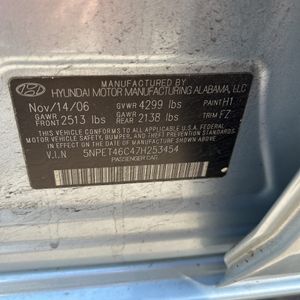 MANUFACTURED BY
HYUNDAI MOTOR MANUFACTURING ALABAMA, LLC
Nov/14/06 GVWR 4299 lbs PAINT H1
GAWR FRONT 2513 lbs GAWR REAR 2138 lbs TRIM FZ
THIS VEHICLE CONFORMS TO ALL APPLICABLE U.S.A. FEDERAL
MOTOR VEHICLE SAFETY, BUMPER, AND THEFT PREVENTION
STANDARDS IN EFFECT ON THE DATE OF MANUFACTURE SHOWN ABOVE.
V.I.N 5NPET46C47H253454
PASSENGER CAR